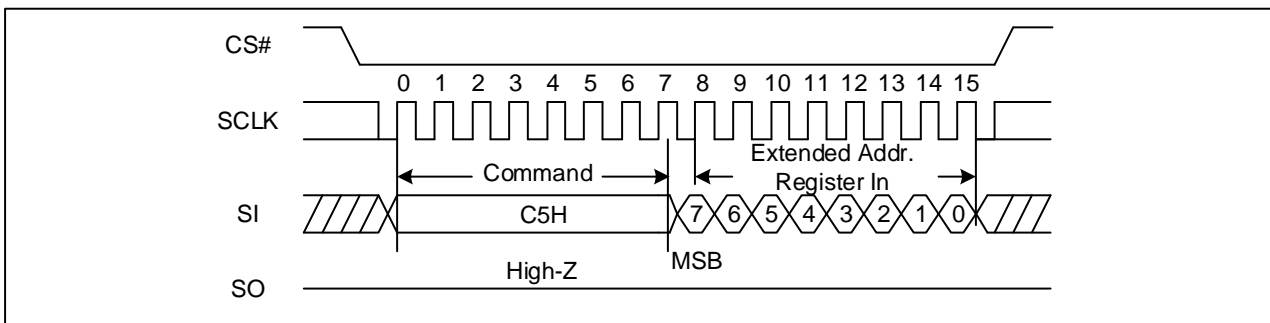 CS#
0 1 2 3 4 5 6 7 8 9 10 11 12 13 14 15
SCLK
Command
Extended Addr.
Register In
SI
C5H
7 6 5 4 3 2 1 0
High-Z
MSB
SO